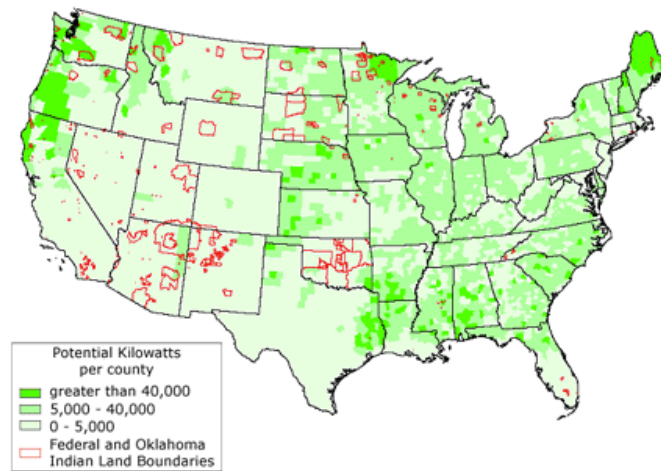 Potential Kilowatts
per county
greater than 40,000
5,000 - 40,000
0 - 5,000
Federal and Oklahoma
Indian Land Boundaries